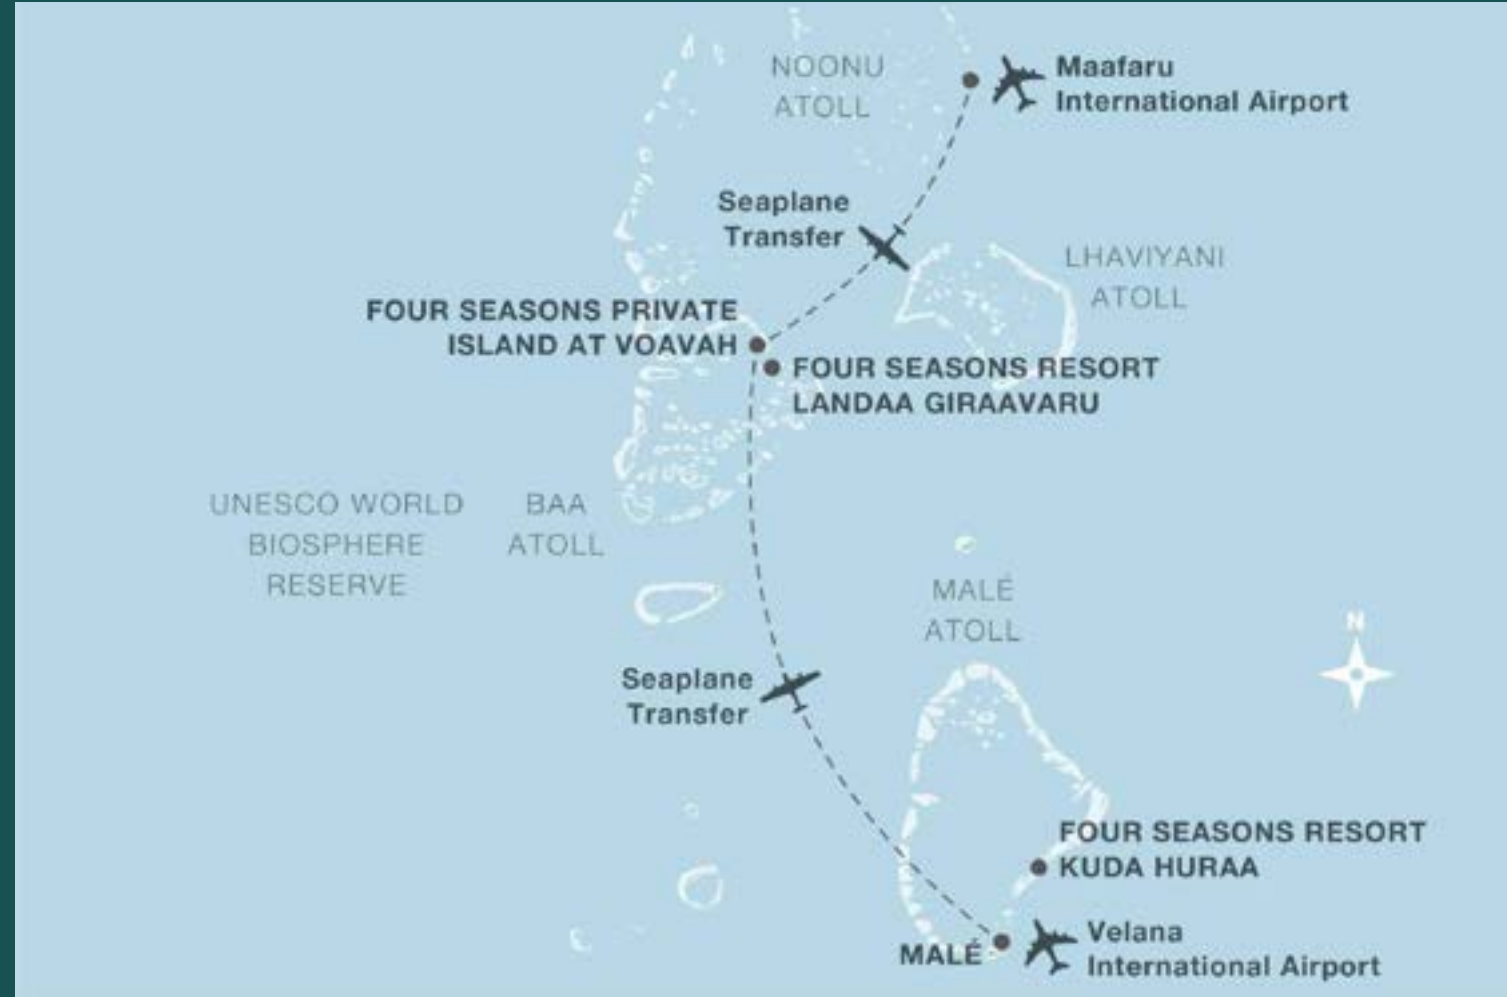 NOONU
ATOLL
Maafaru
International Airport
Seaplane
Transfer
LHAVIYANI
ATOLL
FOUR SEASONS PRIVATE
ISLAND AT VOAVAH
FOUR SEASONS RESORT
LANDAA GIRAAVARU
UNESCO WORLD
BIOSPHERE
RESERVE
BAA
ATOLL
MALÉ
ATOLL
N
Seaplane
Transfer
FOUR SEASONS RESORT
KUDA HURAA
MALÉ
Velana
International Airport